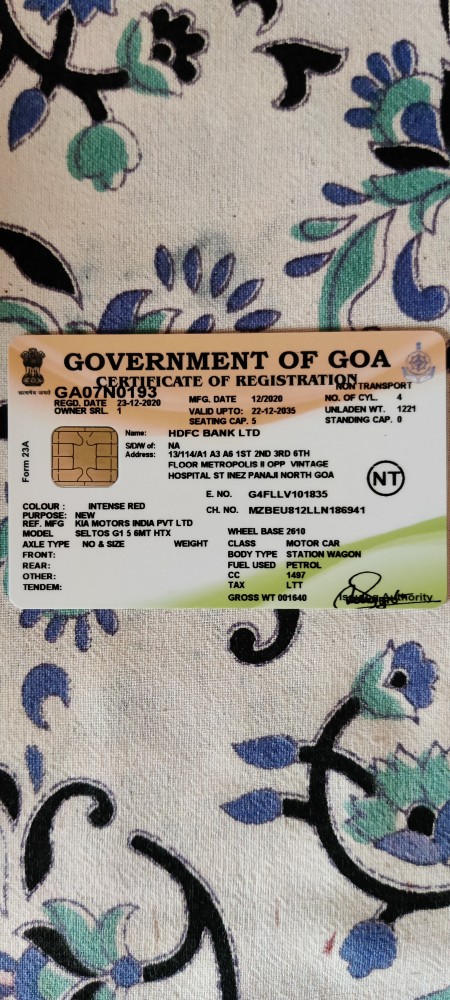 GOVERNMENT OF GOA
CERTIFICATE OF REGISTRATION
सत्यमेव जयते
GA07N0193
NON TRANSPORT
REGD. DATE 23-12-2020 MFG. DATE 12/2020 NO. OF CYL. 4
OWNER SRL. 1 VALID UPTO: 22-12-2035 UNLADEN WT. 1221
SEATING CAP. 5 STANDING CAP. 0
Form 23A
Name: HDFC BANK LTD
S/D/W of: NA
Address: 13/114/A1 A3 A6 1ST 2ND 3RD 6TH
FLOOR METROPOLIS II OPP VINTAGE
HOSPITAL ST INEZ PANAJI NORTH GOA
NT
E. NO. G4FLLV101835
COLOUR : INTENSE RED CH. NO. MZBEU812LLN186941
PURPOSE: NEW
REF. MFG KIA MOTORS INDIA PVT LTD
MODEL SELTOS G1 5 6MT HTX WHEEL BASE 2610
AXLE TYPE NO & SIZE WEIGHT CLASS MOTOR CAR
FRONT: BODY TYPE STATION WAGON
REAR: FUEL USED PETROL
OTHER: CC 1497
TENDEM: TAX LTT
GROSS WT 001640 Issuing Authority